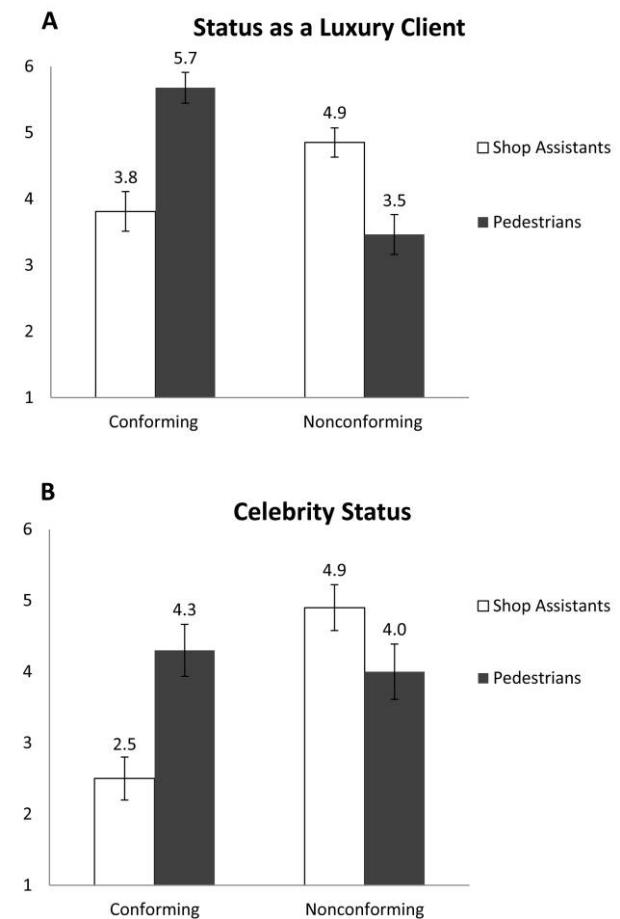 A
Status as a Luxury Client
6
5.7
5
4.9
4
3.8
3.5
3
2
1
Shop Assistants
Pedestrians
Conforming
Nonconforming
B
Celebrity Status
6
5
4.9
4.3
4.0
4
3
2.5
2
1
Shop Assistants
Pedestrians
Conforming
Nonconforming